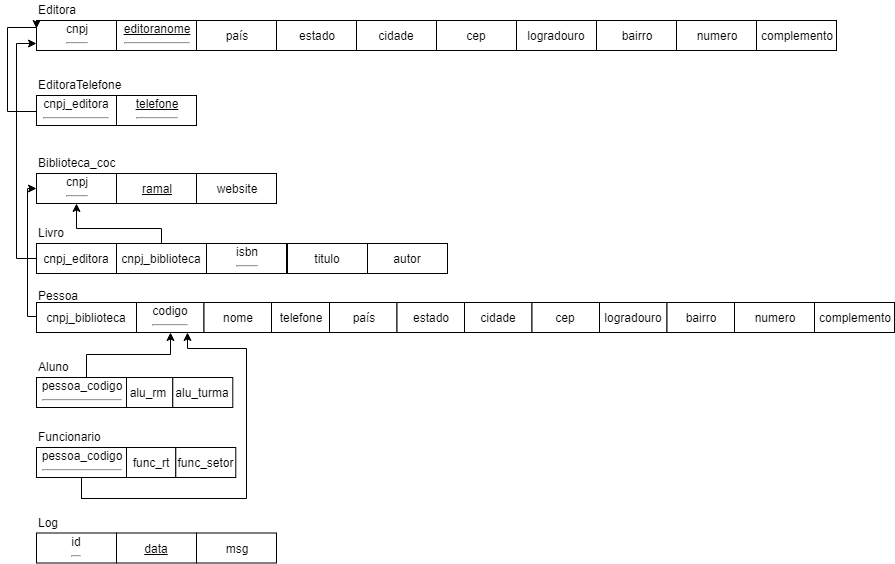 Editora
cnpj editoranome país estado cidade cep logradouro bairro numero complemento
EditoraTelefone
cnpj_editora telefone
Biblioteca_coc
cnpj ramal website
Livro
cnpj_editora cnpj_biblioteca isbn titulo autor
Pessoa
cnpj_biblioteca codigo nome telefone país estado cidade cep logradouro bairro numero complemento
Aluno
pessoa_codigo alu_rm alu_turma
Funcionario
pessoa_codigo func_rt func_setor
Log
id data msg